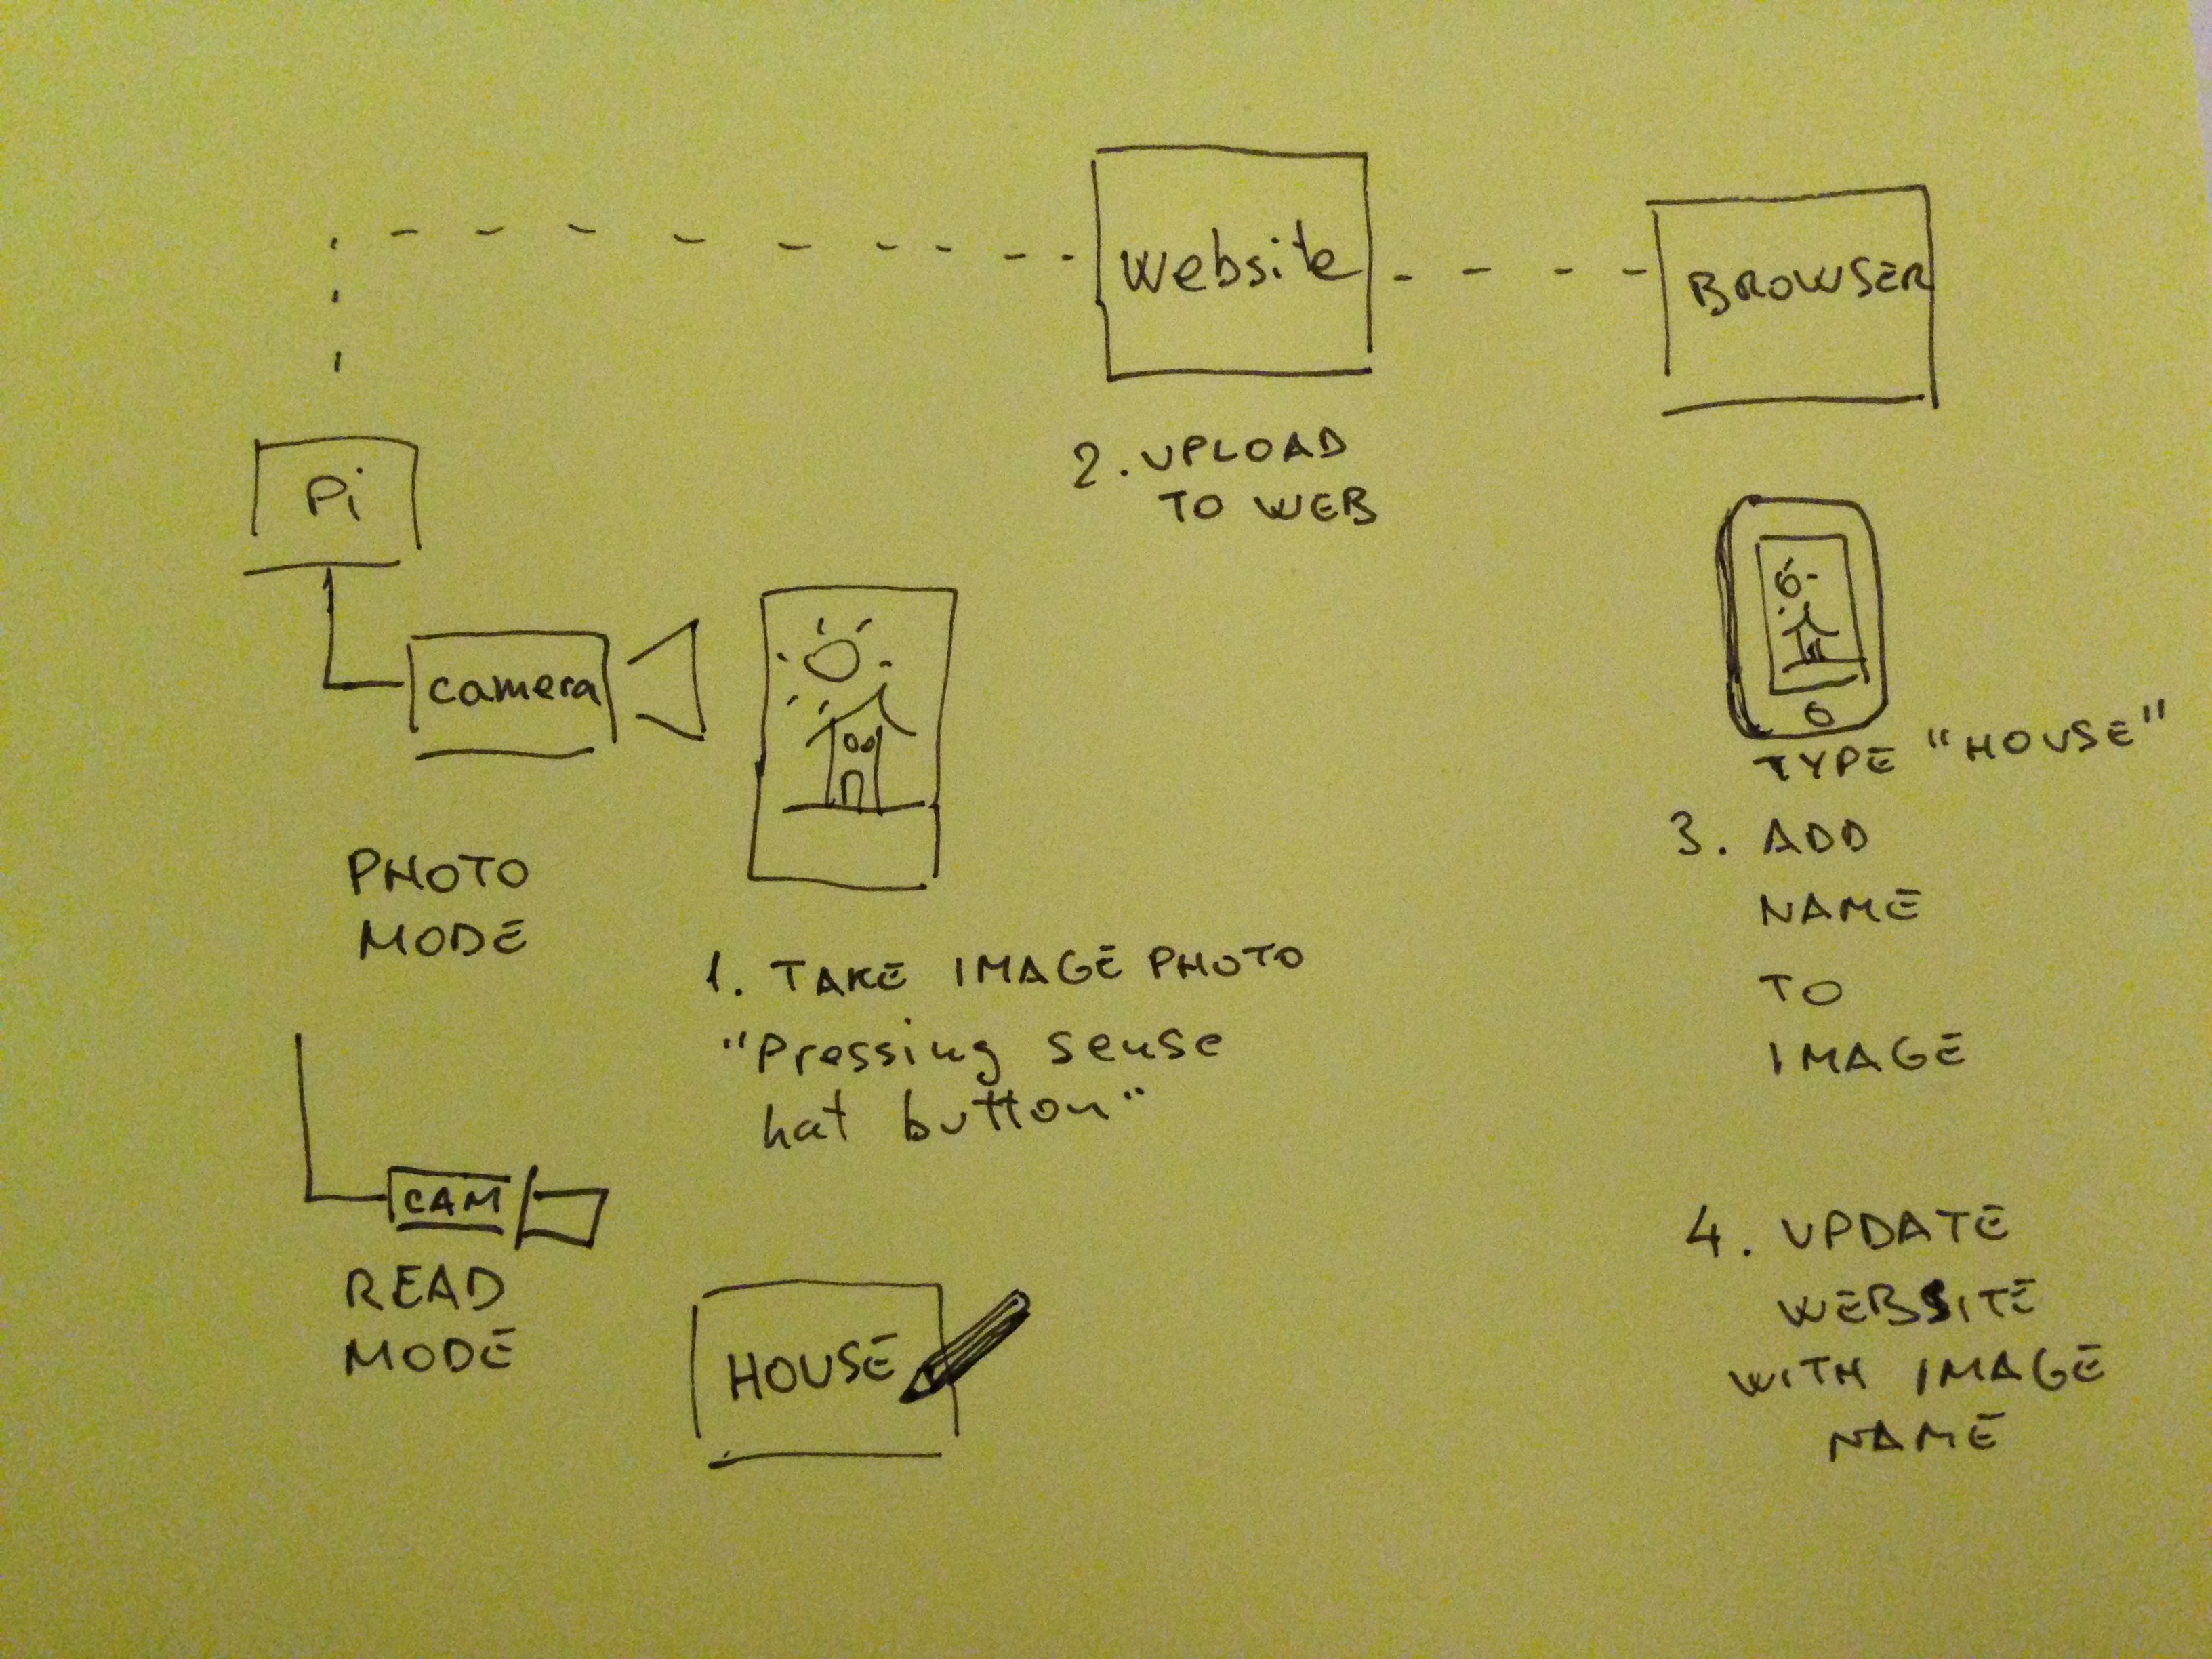 Website
BROWSER
Pi
2. UPLOAD
TO WEB
camera
TYPE "HOUSE"
PHOTO
MODE
1. TAKE IMAGE PHOTO
"Pressing sense
hat button"
3. ADD
NAME
TO
IMAGE
CAM
READ
MODE
HOUSE
4. UPDATE
WEBSITE
WITH IMAGE
NAME